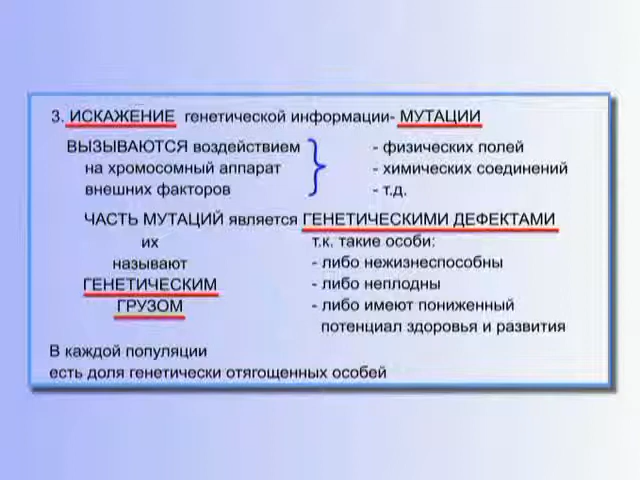 3. ИСКАЖЕНИЕ генетической информации- МУТАЦИИ
ВЫЗЫВАЮТСЯ воздействием
на хромосомный аппарат
внешних факторов
- физических полей
- химических соединений
- т.д.
ЧАСТЬ МУТАЦИЙ является ГЕНЕТИЧЕСКИМИ ДЕФЕКТАМИ
их
называют
ГЕНЕТИЧЕСКИМ
ГРУЗОМ
т.к. такие особи:
- либо нежизнеспособны
- либо неплодны
- либо имеют пониженный
потенциал здоровья и развития
В каждой популяции
есть доля генетически отягощенных особей